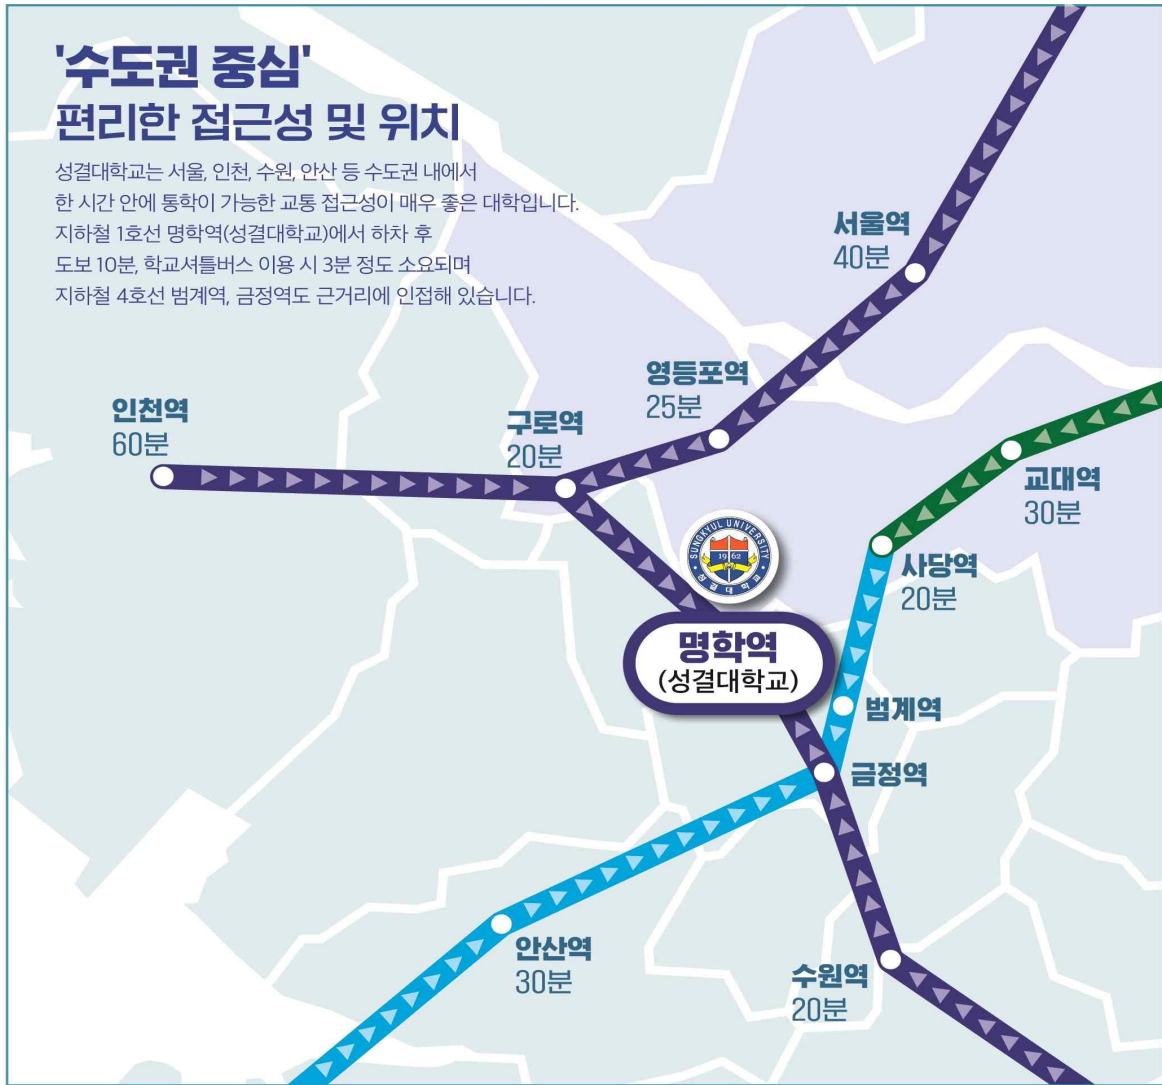 '수도권 중심'
편리한 접근성 및 위치
성결대학교는 서울, 인천, 수원, 안산 등 수도권 내에서
한 시간 안에 통학이 가능한 교통 접근성이 매우 좋은 대학입니다.
지하철 1호선 명학역(성결대학교)에서 하차 후
도보 10분, 학교셔틀버스 이용 시 3분 정도 소요되며
지하철 4호선 범계역, 금정역도 근거리에 인접해 있습니다.
서울역
40분
영등포역
25분
인천역
60분
구로역
20분
교대역
30분
SUNGKYUL UNIVERSITY
1962
성결대학교
사당역
20분
명학역
(성결대학교)
범계역
금정역
안산역
30분
수원역
20분